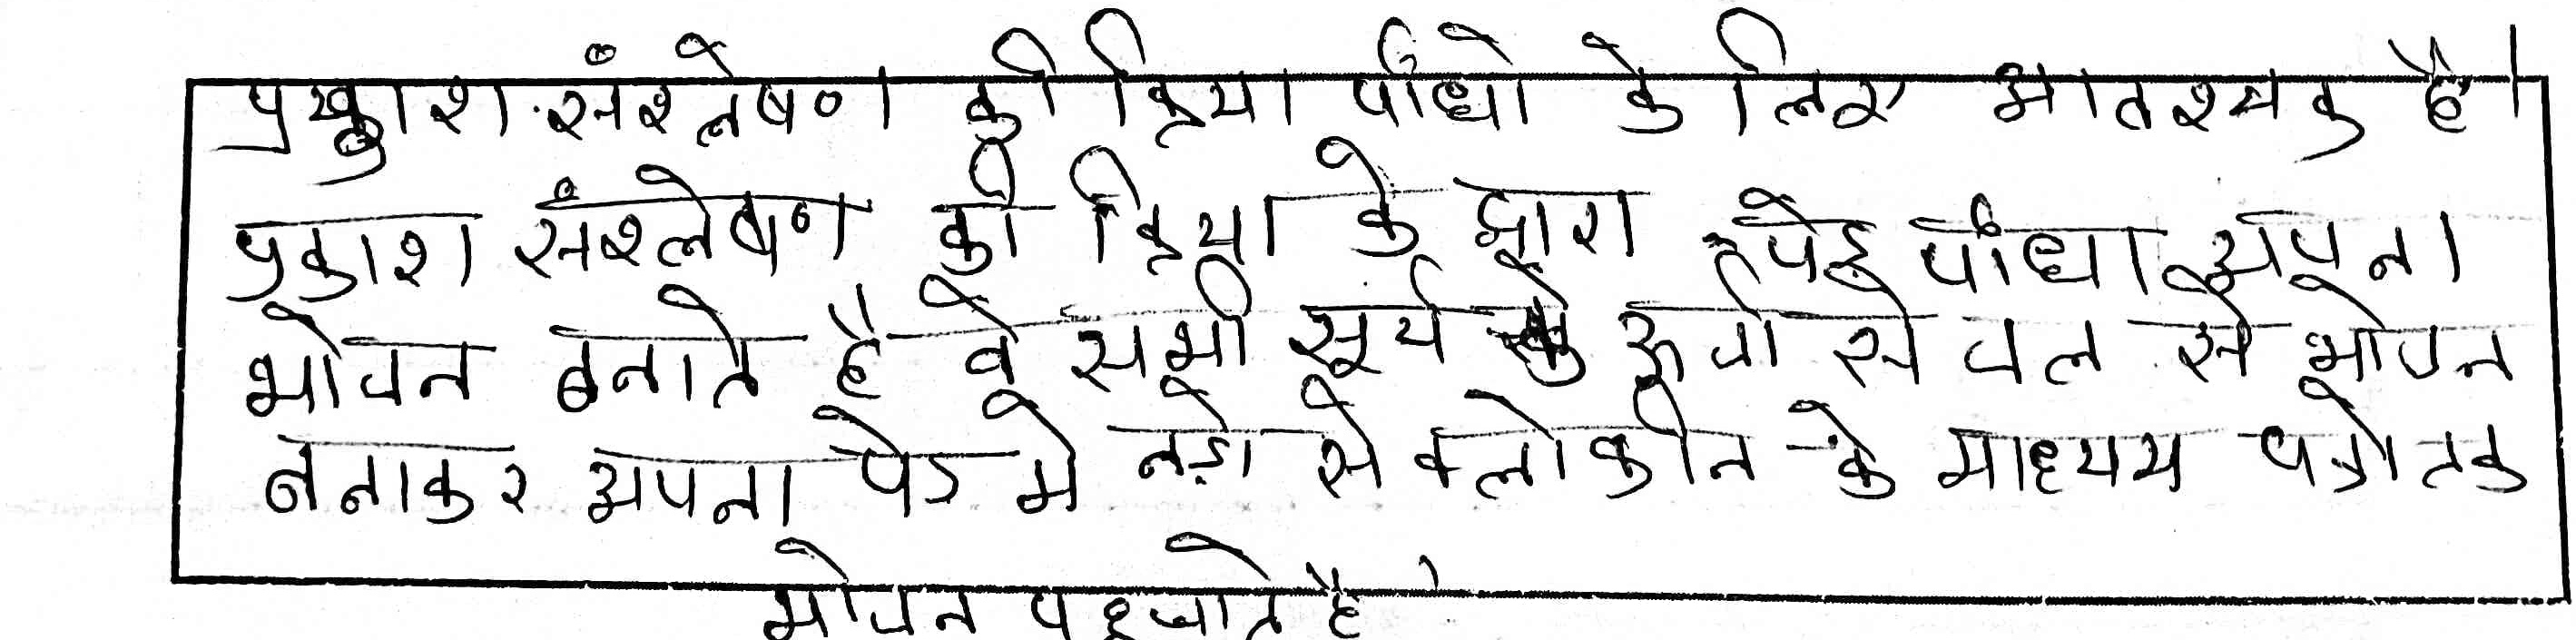 प्रकाश संश्लेषण की क्रिया पौधो के लिए आवश्यक है।
प्रकाश संश्लेषण की क्रिया के द्वारा पेड़ पौधा अपना
भोजन बनाते है वे सभी सूर्य के ऊर्जा से जल से भोजन
बनाकर अपना पेड मे जड़ो से क्लोकीन के माध्यम पत्तो तक
भोजन पहुचाते है